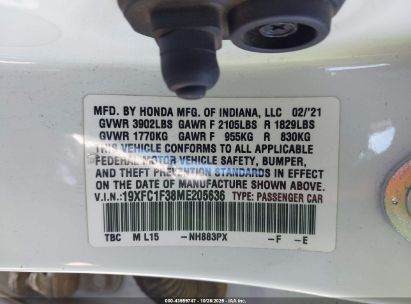 MFD. BY HONDA MFG. OF INDIANA, LLC 02/'21
GVWR 3902LBS GAWR F 2105LBS R 1829LBS
GVWR 1770KG GAWR F 955KG R 830KG
THIS VEHICLE CONFORMS TO ALL APPLICABLE
FEDERAL MOTOR VEHICLE SAFETY, BUMPER,
AND THEFT PREVENTION STANDARDS IN EFFECT
ON THE DATE OF MANUFACTURE SHOWN ABOVE.
V.I.N.:19XFC1F38ME205636 TYPE: PASSENGER CAR
TBC M L15 -NH883PX -F -E